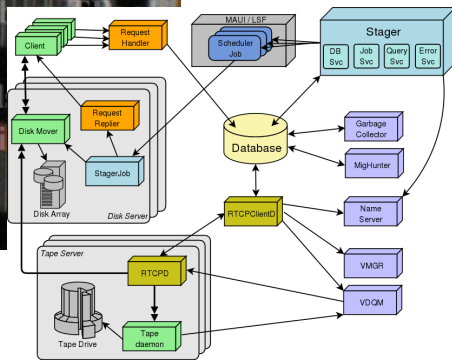 MAUI / LSF
Scheduler
Job
Stager
DB
Svc
Job
Svc
Query
Svc
Error
Svc
Client
Request
Handler
Request
Replier
Disk Mover
StagerJob
Disk Array
Disk Server
Database
Garbage
Collector
MigHunter
RTCPClientD
Name
Server
VMGR
VDQM
Tape Server
RTCPD
Tape Drive
Tape
daemon